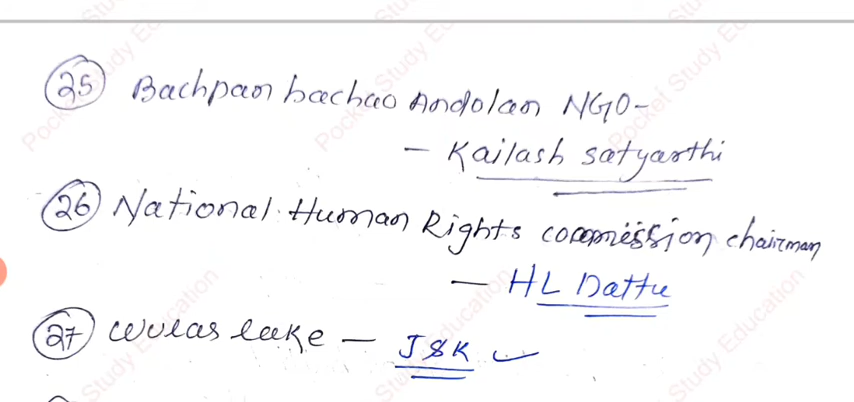 25 Bachpan bachao Andolan NGO-
- Kailash satyarthi
26 National Human Rights commission chairman
- HL Dattu
27 Wular lake - J&K